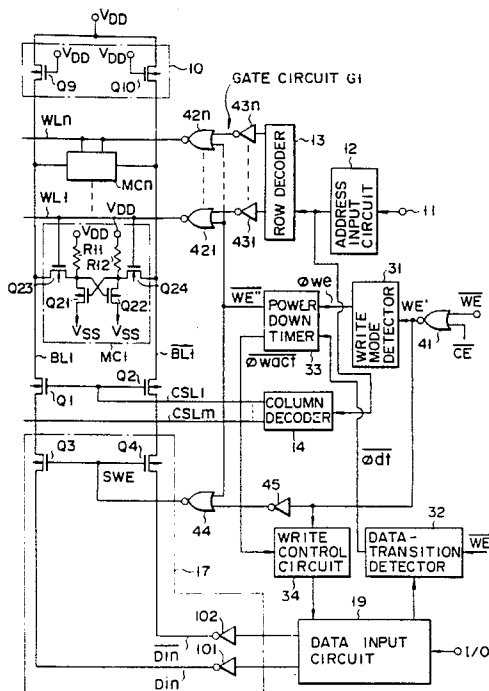 VDD
VDD VDD
10
Q9 Q10
GATE CIRCUIT G1
42n 43n
WLn
13
12
MCn
ROW DECODER
ADDRESS INPUT CIRCUIT
11
WL1
VDD
421 431
VDD
R11
R12
31
Q23 Q24
Q21 Q22
VSS VSS
MC1
WE"
POWER DOWN TIMER
φwe
WRITE MODE DETECTOR
WE'
WE
CE
41
φwact
33
BL1 BL1
Q1 Q2
CSL1
CSLm
COLUMN DECODER
14
φdt
Q3 Q4
SWE
45
44
32
17
WRITE CONTROL CIRCUIT
34
DATA-TRANSITION DETECTOR
WE
19
102
Din
101
Din
DATA INPUT CIRCUIT
I/O